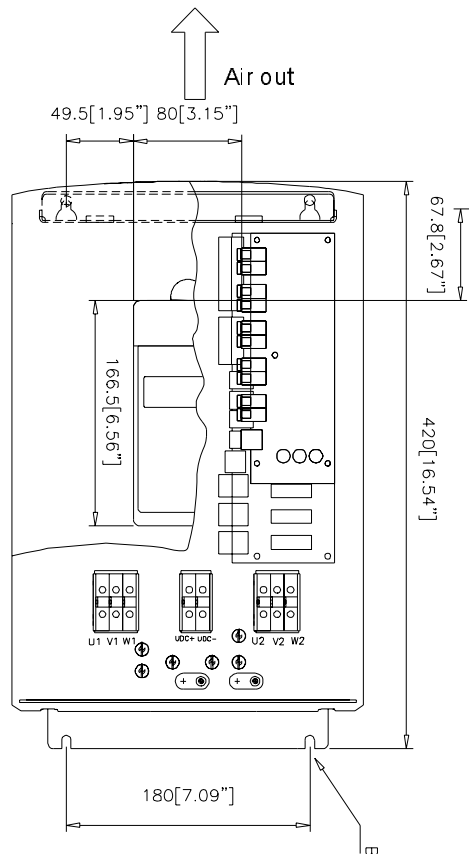 Air out
49.5[1.95"] 80[3.15"]
67.8[2.67"]
166.5[6.56"]
420[16.54"]
U1 V1 W1
UDC+ UDC-
U2 V2 W2
+ +
180[7.09"]